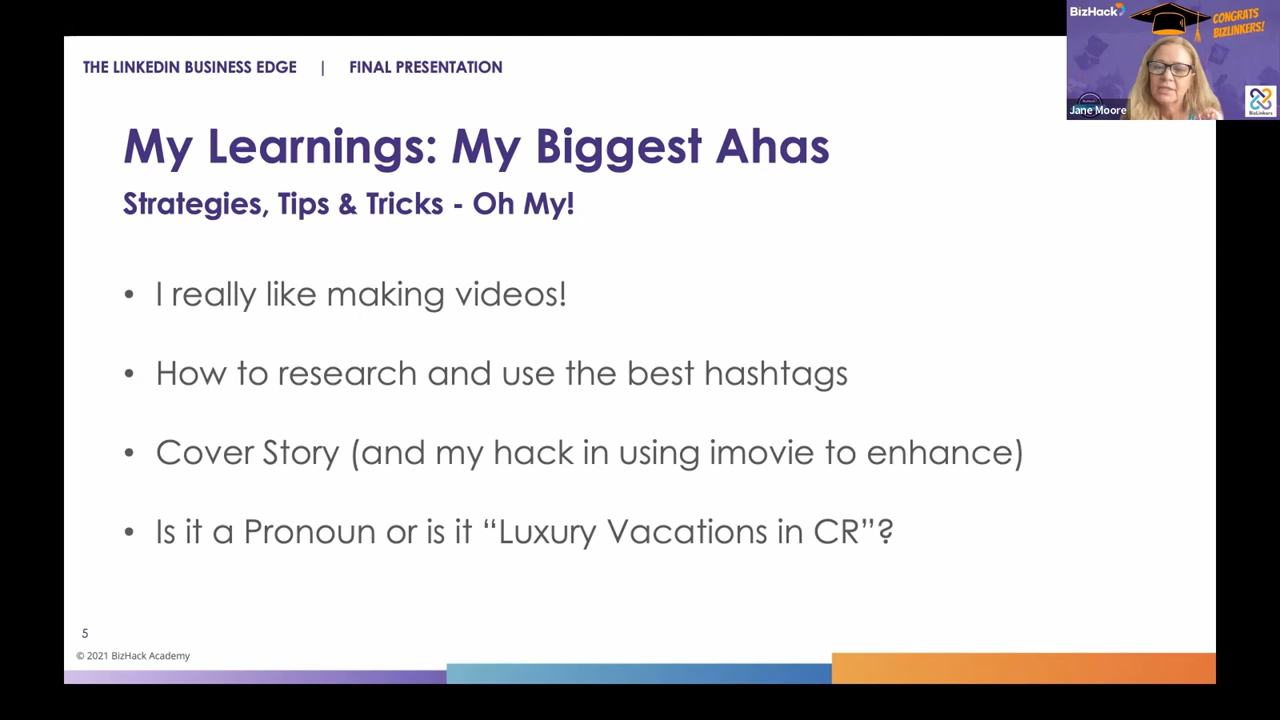 THE LINKEDIN BUSINESS EDGE | FINAL PRESENTATION
BizHack
CONGRATS
BIZLINKERS!
Jane Moore
BizLinkers
My Learnings: My Biggest Ahas
Strategies, Tips & Tricks - Oh My!
• I really like making videos!
• How to research and use the best hashtags
• Cover Story (and my hack in using imovie to enhance)
• Is it a Pronoun or is it “Luxury Vacations in CR”?
5
© 2021 BizHack Academy